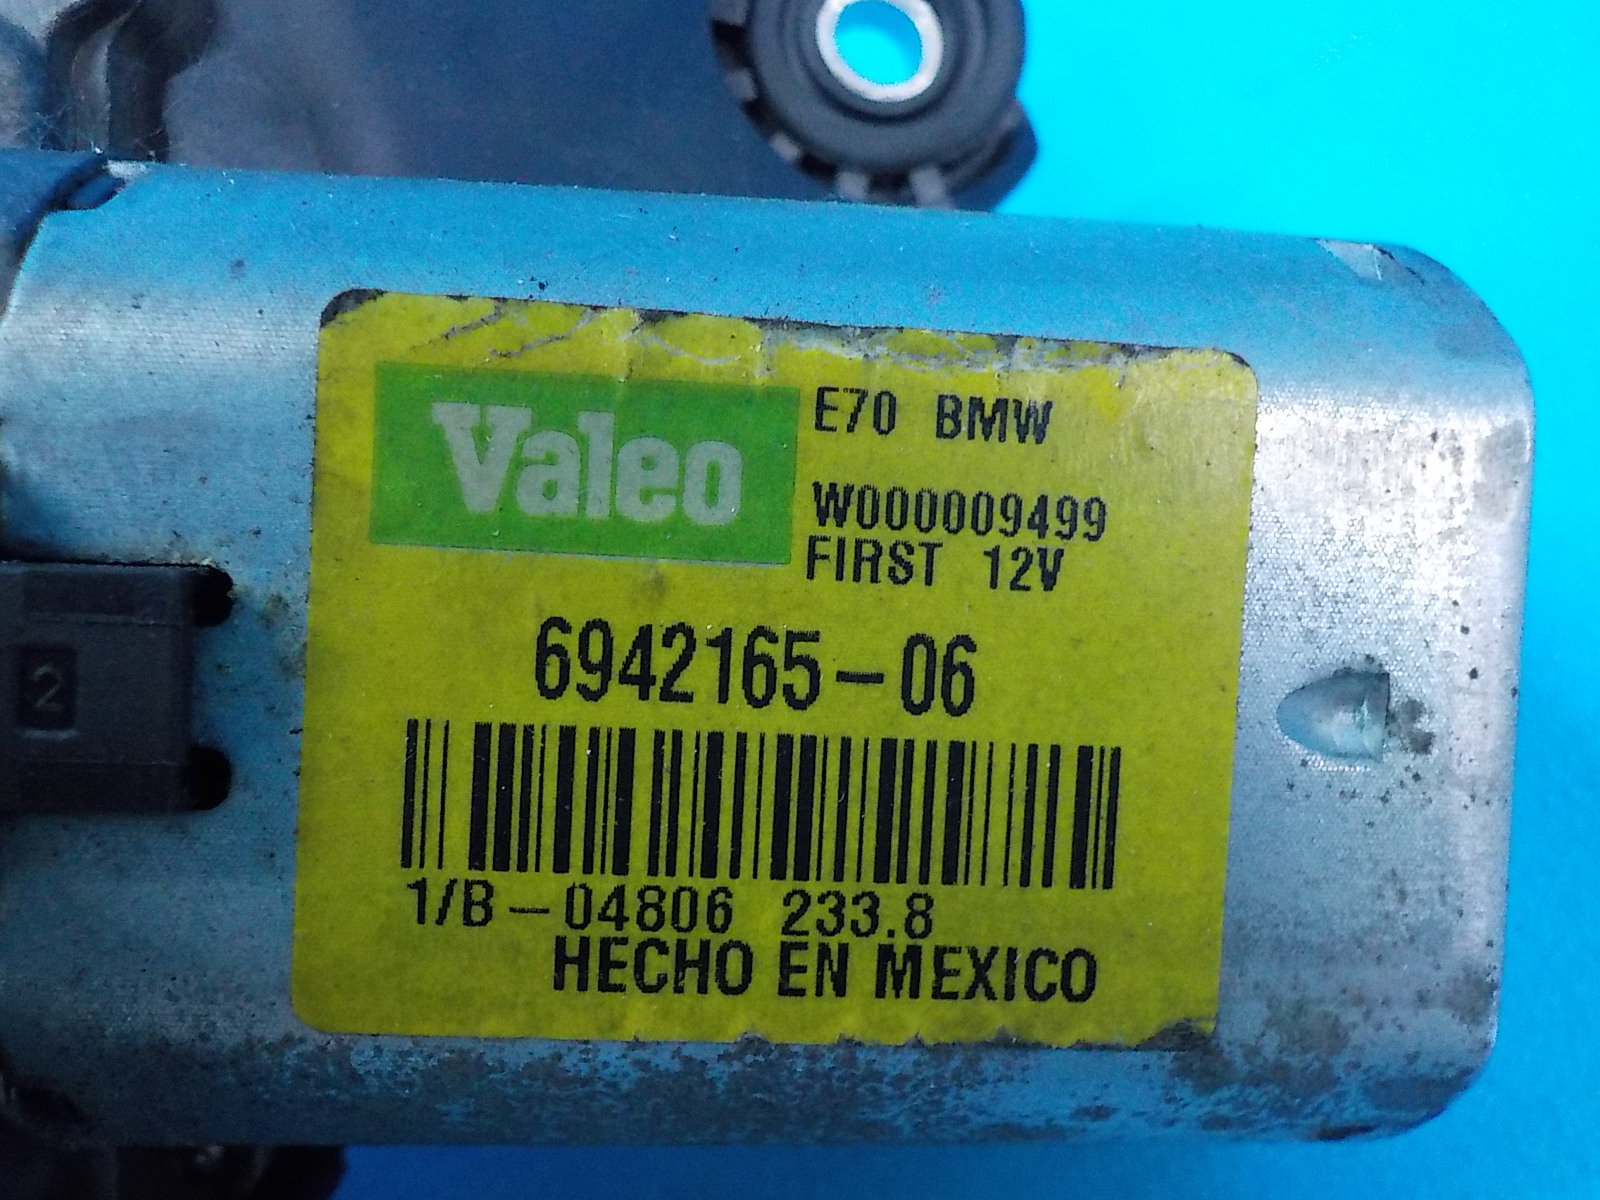 Valeo
E70 BMW
W000009499
FIRST 12V
6942165-06
1/B-04806 233.8
HECHO EN MEXICO
2